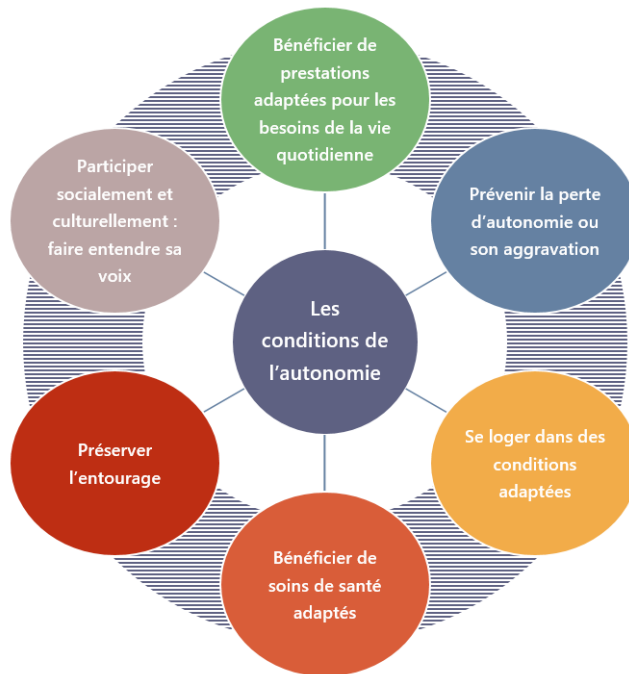 Bénéficier de
prestations
adaptées pour les
besoins de la vie
quotidienne
Participer
socialement et
culturellement :
faire entendre sa
voix
Prévenir la perte
d'autonomie ou
son aggravation
Les
conditions de
l'autonomie
Préserver
l'entourage
Se loger dans des
conditions
adaptées
Bénéficier de
soins de santé
adaptés